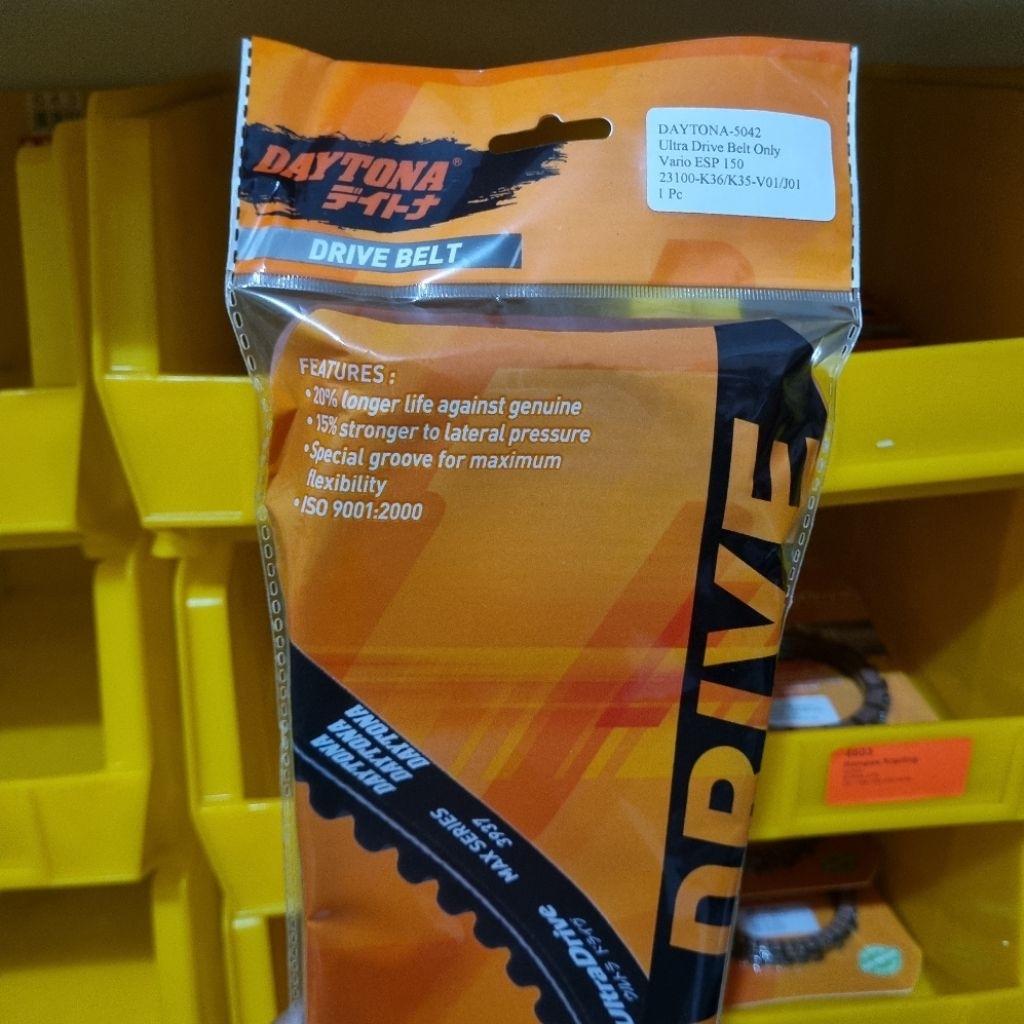 DAYTONA®
デイトナ
DRIVE BELT
DAYTONA-5042
Ultra Drive Belt Only
Vario ESP 150
23100-K36/K35-V01/J01
1 Pc
FEATURES :
•20% longer life against genuine
•15% stronger to lateral pressure
•Special groove for maximum
flexibility
•ISO 9001:2000
DRIVE
DAYTONA
DAYTONA
DAYTONA
MAX SERIES
3937
UltraDrive